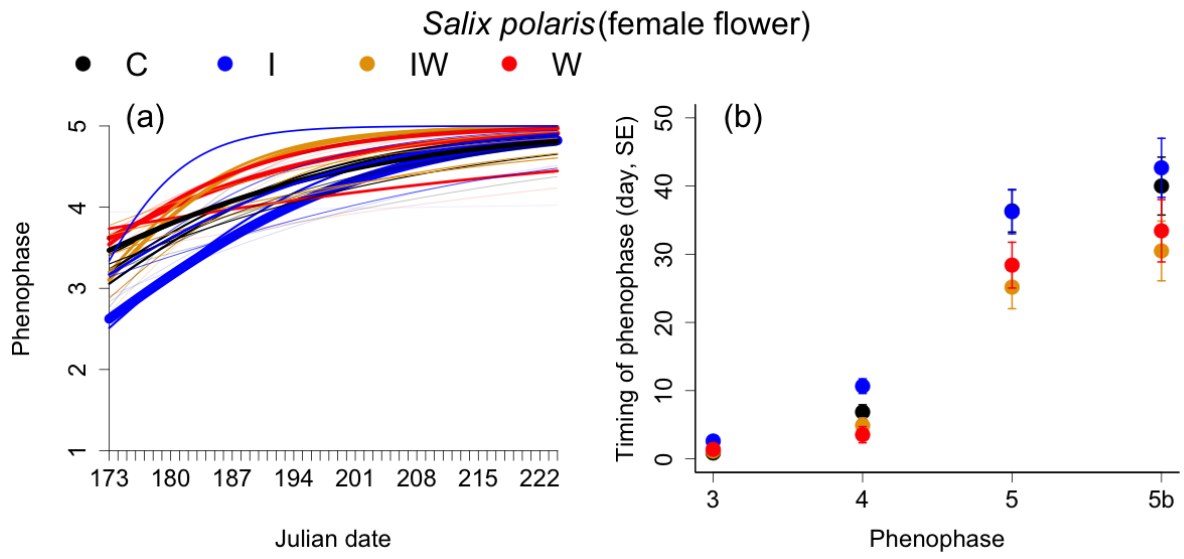 Salix polaris(female flower)
C I IW W
(a)
Phenophase
5
4
3
2
1
173 180 187 194 201 208 215 222
Julian date
(b)
Timing of phenophase (day, SE)
50
40
30
20
10
0
3 4 5 5b
Phenophase